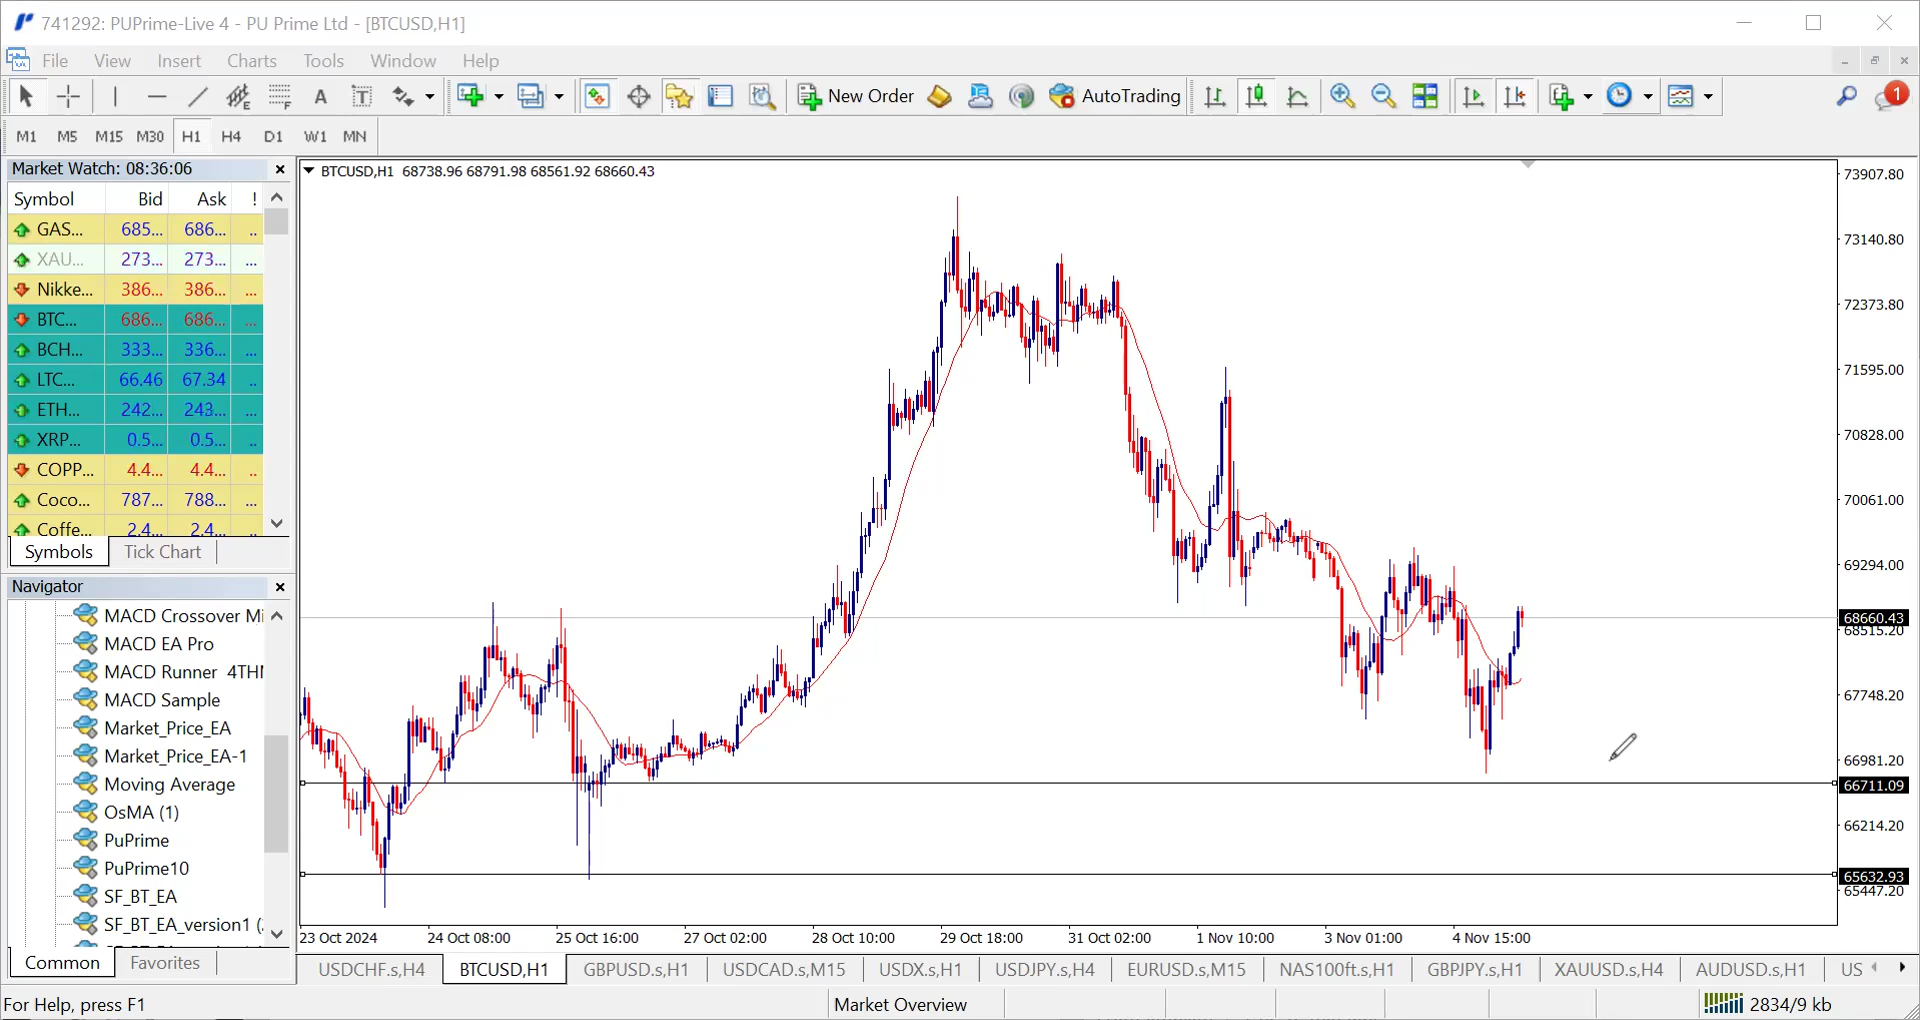 741292: PUPrime-Live 4 - PU Prime Ltd - [BTCUSD,H1]
File View Insert Charts Tools Window Help
New Order AutoTrading 1
M1 M5 M15 M30 H1 H4 D1 W1 MN
Market Watch: 08:36:06
Symbol Bid Ask !
GAS... 685... 686... ..
XAU... 273... 273... ...
Nikke... 386... 386... ...
BTC... 686... 686... ...
BCH... 333... 336... ...
LTC... 66.46 67.34 ..
ETH... 242... 243... ...
XRP... 0.5... 0.5... ..
COPP... 4.4... 4.4... ..
Coco... 787... 788... ...
Coffe... 2.4... 2.4... ..
Symbols Tick Chart
Navigator
MACD Crossover Mi
MACD EA Pro
MACD Runner 4TH
MACD Sample
Market_Price_EA
Market_Price_EA-1
Moving Average
OsMA (1)
PuPrime
PuPrime10
SF_BT_EA
SF_BT_EA_version1 (
Common Favorites
BTCUSD,H1 68738.96 68791.98 68561.92 68660.43
73907.80
73140.80
72373.80
71595.00
70828.00
70061.00
69294.00
68660.43
68515.20
67748.20
66981.20
66711.09
66214.20
65632.93
65447.20
23 Oct 2024 24 Oct 08:00 25 Oct 16:00 27 Oct 02:00 28 Oct 10:00 29 Oct 18:00 31 Oct 02:00 1 Nov 10:00 3 Nov 01:00 4 Nov 15:00
USDCHF.s,H4 BTCUSD,H1 GBPUSD.s,H1 USDCAD.s,M15 USDX.s,H1 USDJPY.s,H4 EURUSD.s,M15 NAS100ft.s,H1 GBPJPY.s,H1 XAUUSD.s,H4 AUDUSD.s,H1 US
For Help, press F1 Market Overview 2834/9 kb